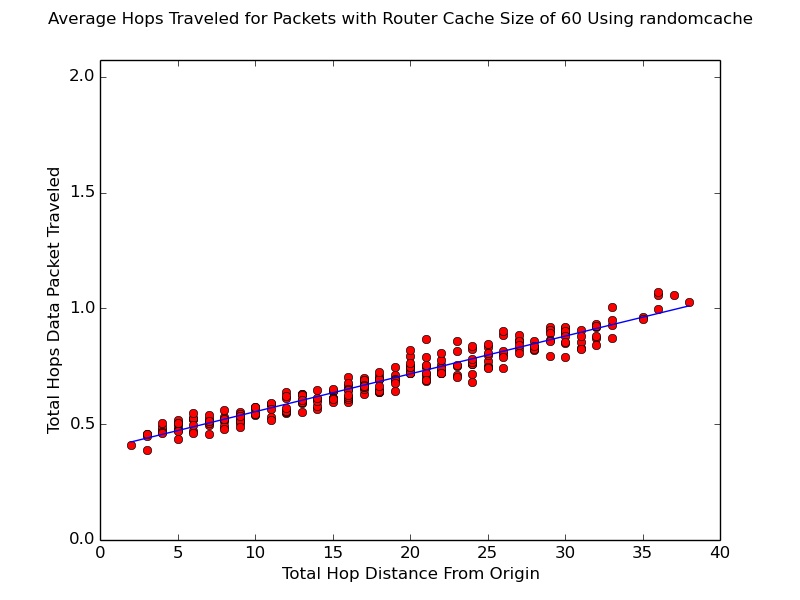 Average Hops Traveled for Packets with Router Cache Size of 60 Using randomcache
Total Hops Data Packet Traveled
2.0
1.5
1.0
0.5
0.0
0 5 10 15 20 25 30 35 40
Total Hop Distance From Origin